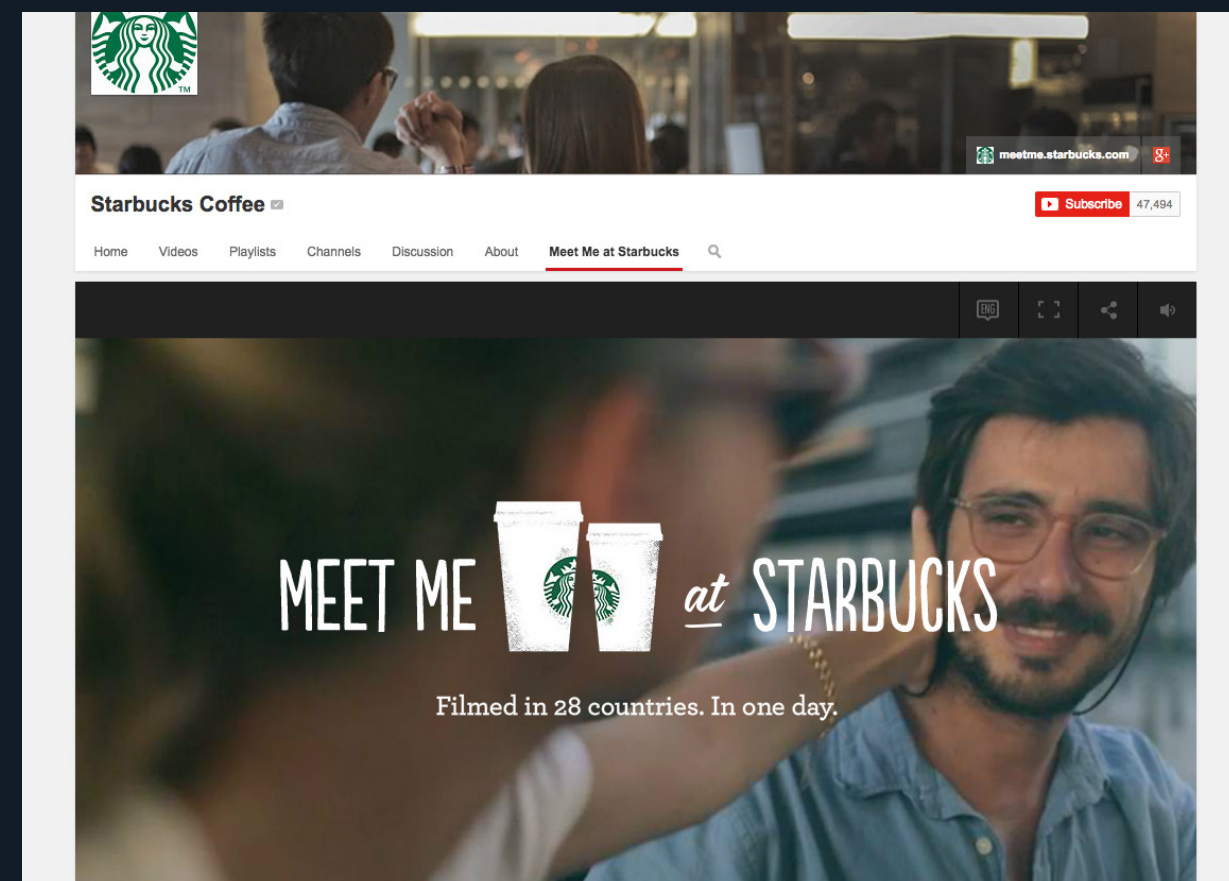 TM
meetme.starbucks.com g+
Starbucks Coffee
Subscribe 47,494
Home Videos Playlists Channels Discussion About Meet Me at Starbucks
ENG
MEET ME at STARBUCKS
Filmed in 28 countries. In one day.